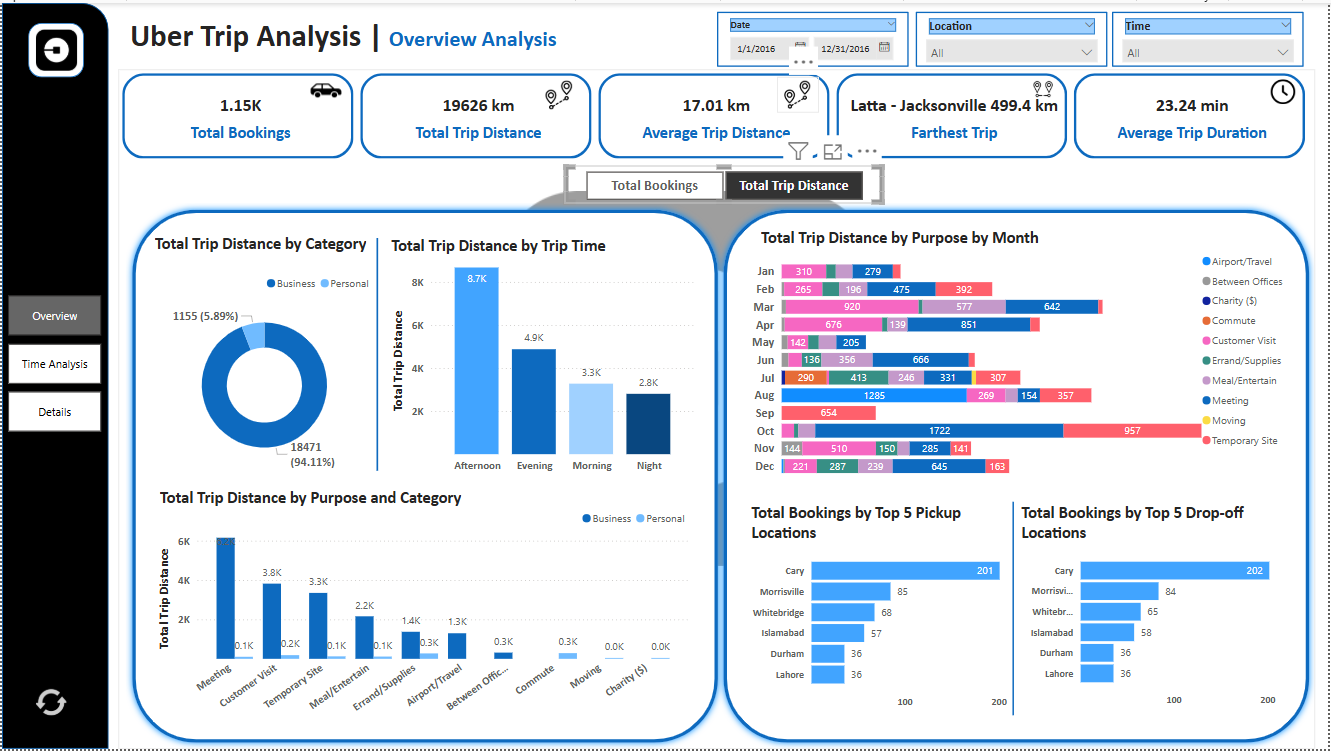 Uber Trip Analysis | Overview Analysis
Date
1/1/2016 12/31/2016
Location
All
Time
All
1.15K
Total Bookings
19626 km
Total Trip Distance
17.01 km
Average Trip Distance
Latta - Jacksonville 499.4 km
Farthest Trip
23.24 min
Average Trip Duration
Total Bookings Total Trip Distance
Overview
Time Analysis
Details
Total Trip Distance by Category
Business Personal
1155 (5.89%)
18471
(94.11%)
Total Trip Distance by Trip Time
Total Trip Distance
8K
6K
4K
2K
8.7K
4.9K
3.3K
2.8K
Afternoon Evening Morning Night
Total Trip Distance by Purpose and Category
Business Personal
Total Trip Distance
6K
4K
2K
0.1K
3.8K
0.2K
3.3K
0.1K
2.2K
0.1K
1.4K
0.3K
1.3K
0.3K
0.3K
0.0K
0.0K
Meeting
Customer Visit
Temporary Site
Meal/Entertain
Errand/Supplies
Airport/Travel
Between Offic...
Commute
Moving
Charity ($)
Total Trip Distance by Purpose by Month
Jan 310 279
Feb 265 196 475 392
Mar 920 577 642
Apr 676 139 851
May 142 205
Jun 136 356 666
Jul 290 413 246 331 307
Aug 1285 269 154 357
Sep 654
Oct 1722 957
Nov 144 510 150 285 141
Dec 221 287 239 645 163
Airport/Travel
Between Offices
Charity ($)
Commute
Customer Visit
Errand/Supplies
Meal/Entertain
Meeting
Moving
Temporary Site
Total Bookings by Top 5 Pickup
Locations
Cary 201
Morrisville 85
Whitebridge 68
Islamabad 57
Durham 36
Lahore 36
100 200
Total Bookings by Top 5 Drop-off
Locations
Cary 202
Morrisvi... 84
Whitebr... 65
Islamabad 58
Durham 36
Lahore 36
100 200